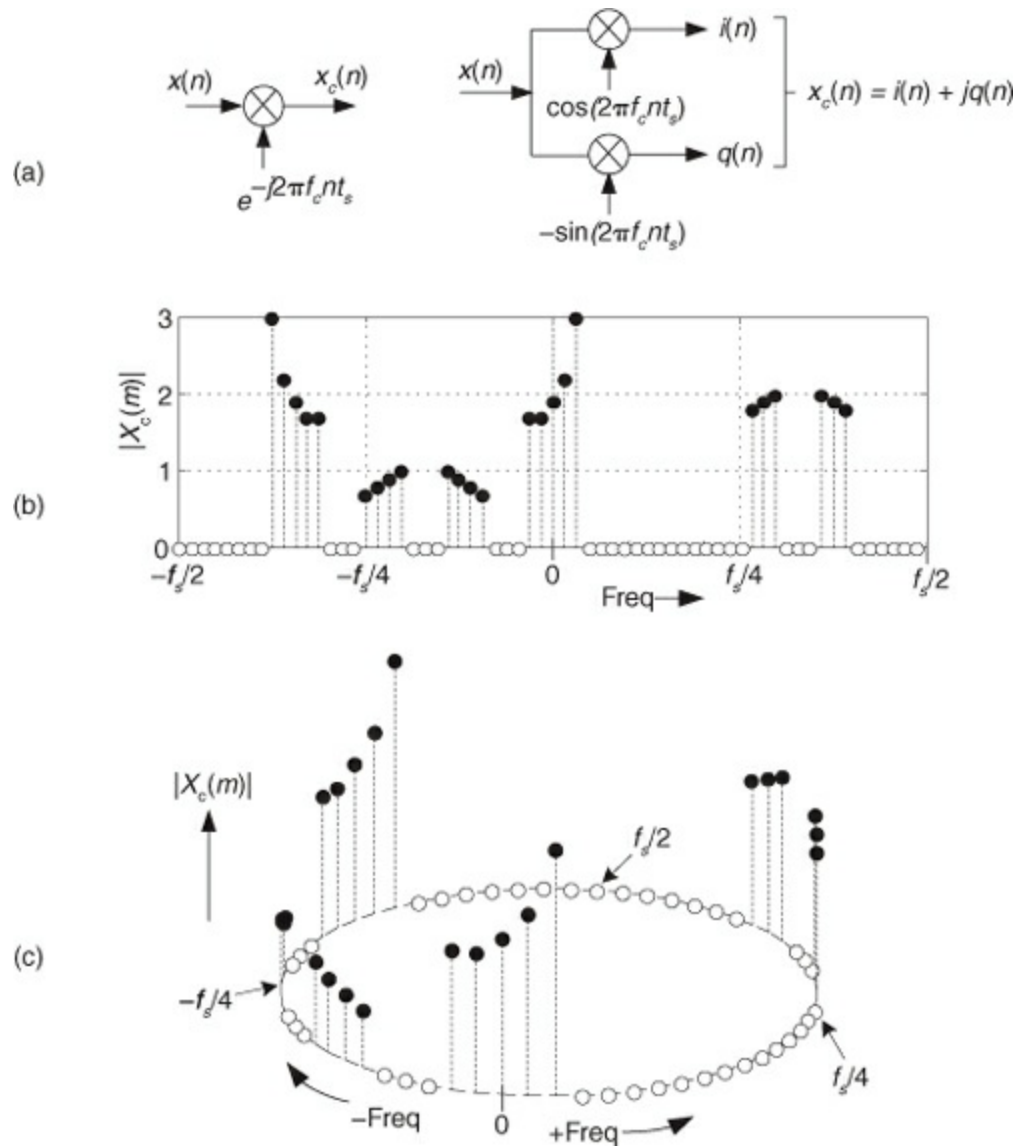 (a)
x(n)
x_c(n)
e^{-j2πf_c nt_s}
x(n)
i(n)
cos(2πf_c nt_s)
q(n)
-sin(2πf_c nt_s)
x_c(n) = i(n) + jq(n)
(b)
|X_c(m)|
3
2
1
0
-f_s/2
-f_s/4
0
f_s/4
f_s/2
Freq
(c)
|X_c(m)|
f_s/2
-f_s/4
f_s/4
-Freq
0
+Freq